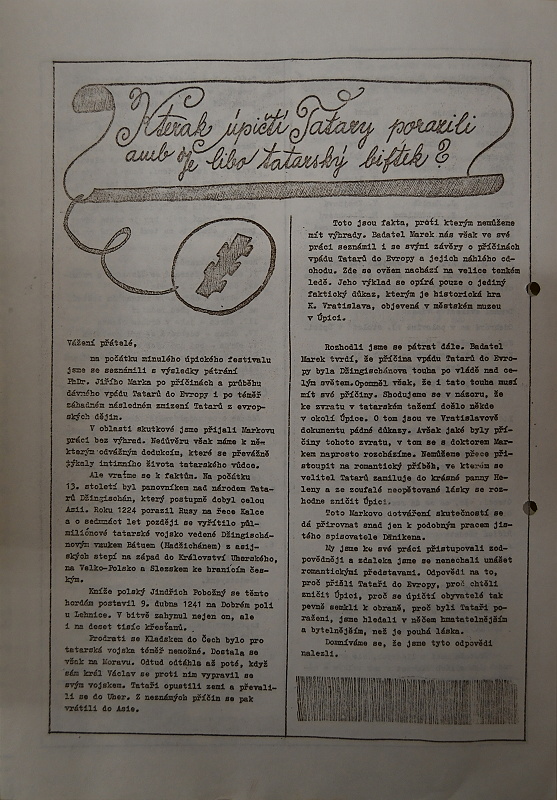 Kterak úpičtí Tatary porazili
aneb Je libo tatarský biftek?
Vážení přátelé,
na počátku minulého úpického festivalu
jsme se seznámili s výsledky pátrání
PhDr. Jiřího Marka po příčinách a průběhu
dávného vpádu Tatarů do Evropy i po téměř
záhadném následném zmizení Tatarů z evrop-
ských dějin.
V oblasti skutkové jsme přijali Markovu
práci bez výhrad. Nedůvěru však máme k ně-
kterým odvážným dedukcím, které se převážně
týkaly intimního života tatarského vůdce.
Ale vraťme se k faktům. Na počátku
13. století byl panovníkem nad národem Tata-
rů Džingischán, který postupně dobyl celou
Asii. Roku 1224 porazil Rusy na řece Kalce
a o sedmnáct let později se vyřítilo půl-
miliónové tatarské vojsko vedené Džingischá-
novým vnukem Bátuem (Hadžichánem) z asij-
ských stepí na západ do Království Uherského,
na Velko-Polsko a Slezskem ke hranicím čes-
kým.
Kníže polský Jindřich Pobožný se těmto
hordám postavil 9. dubna 1241 na Dobrém poli
u Lehnice. V bitvě zahynul nejen on, ale
i na deset tisíc křesťanů.
Prodrati se Kladskem do Čech bylo pro
tatarská vojska téměř nemožné. Dostala se
však na Moravu. Odtud odtáhla až poté, když
sám král Václav se proti nim vypravil se
svým vojskem. Tataři opustili zemi a převali-
li se do Uher. Z neznámých příčin se pak
vrátili do Asie.
Toto jsou fakta, proti kterým nemůžeme
mít výhrady. Badatel Marek nás však ve své
práci seznámil i se svými závěry o příčinách
vpádu Tatarů do Evropy a jejich náhlého od-
chodu. Zde se ovšem nachází na velice tenkém
ledě. Jeho výklad se opírá pouze o jediný
faktický důkaz, kterým je historická hra
K. Vratislava, objevená v městském muzeu
v Úpici.
Rozhodli jsme se pátrat dále. Badatel
Marek tvrdí, že příčina vpádu Tatarů do Evro-
py byla Džingischánova touha po vládě nad ce-
lým světem. Opomněl však, že i tato touha musí
mít své příčiny. Shodujeme se v názoru, že
ke zvratu v tatarském tažení došlo někde
v okolí Úpice. O tom jsou ve Vratislavově
dokumentu pádné důkazy. Avšak jaké byly pří-
činy tohoto zvratu, v tom se s doktorem Mar-
kem naprosto rozcházíme. Nemůžeme přece při-
stoupit na romantický příběh, ve kterém se
velitel Tatarů zamiluje do krásné panny He-
leny a ze zoufalé neopětované lásky se roz-
hodne zničit Úpici.
Toto Markovo dotváření skutečností se
dá přirovnat snad jen k podobným pracem jis-
tého spisovatele Dänikena.
My jsme ke své práci přistupovali zod-
povědněji a zdaleka jsme se nenechali unášet
romantickými představami. Odpovědi na to,
proč přišli Tataři do Evropy, proč chtěli
zničit Úpici, proč se úpičtí obyvatelé tak
pevně semkli k obraně, proč byli Tataři po-
raženi, jsme hledali v něčem hmatatelnějším
a bytelnějším, než je pouhá láska.
Domníváme se, že jsme tyto odpovědi
nalezli.